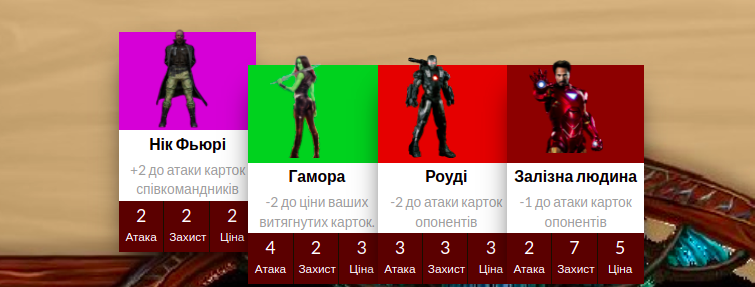 Нік Фьюрі
+2 до атаки карток
співкомандників
2 2 2
Атака Захист Ціна
Гамора
-2 до ціни ваших
витягнутих карток.
4 2 3
Атака Захист Ціна
Роуді
-2 до атаки карток
опонентів
3 3 3
Атака Захист Ціна
Залізна людина
-1 до атаки карток
опонентів
2 7 5
Атака Захист Ціна